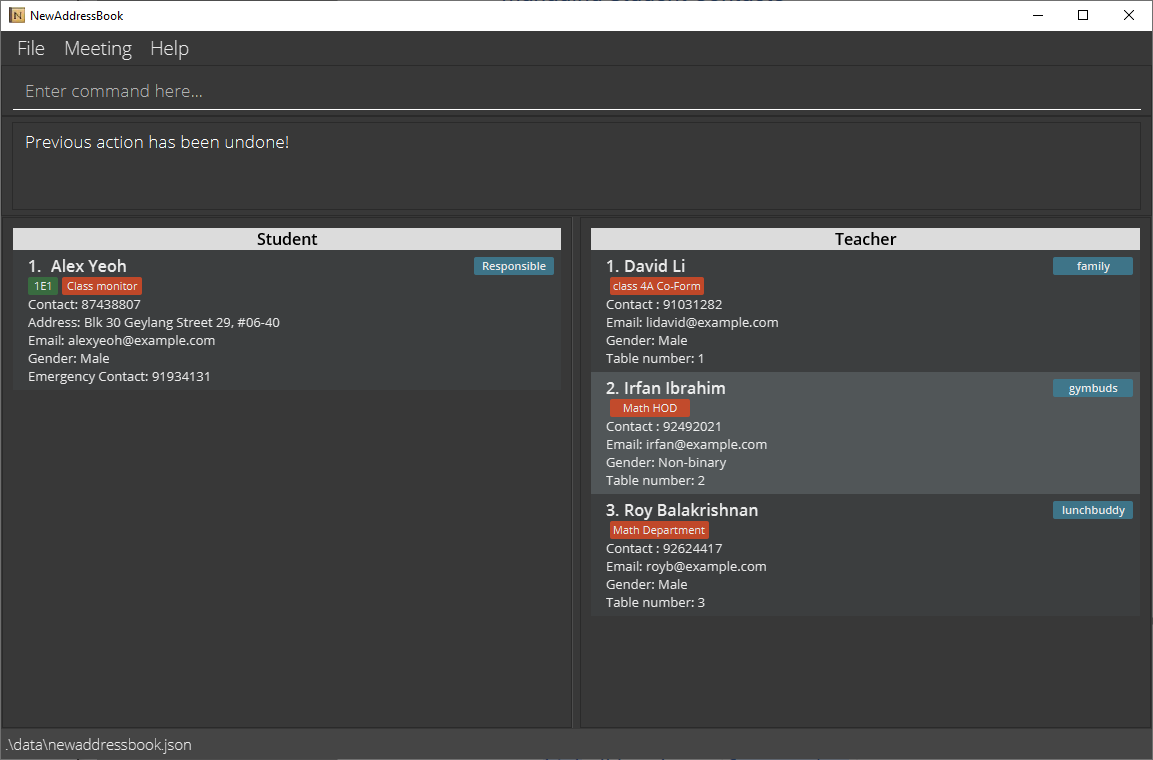 NewAddressBook
File Meeting Help
Enter command here...
Previous action has been undone!
Student
1. Alex Yeoh
Responsible
1E1 Class monitor
Contact: 87438807
Address: Blk 30 Geylang Street 29, #06-40
Email: alexyeoh@example.com
Gender: Male
Emergency Contact: 91934131
Teacher
1. David Li
family
class 4A Co-Form
Contact : 91031282
Email: lidavid@example.com
Gender: Male
Table number: 1
2. Irfan Ibrahim
gymbuds
Math HOD
Contact : 92492021
Email: irfan@example.com
Gender: Non-binary
Table number: 2
3. Roy Balakrishnan
lunchbuddy
Math Department
Contact : 92624417
Email: royb@example.com
Gender: Male
Table number: 3
.\data\newaddressbook.json